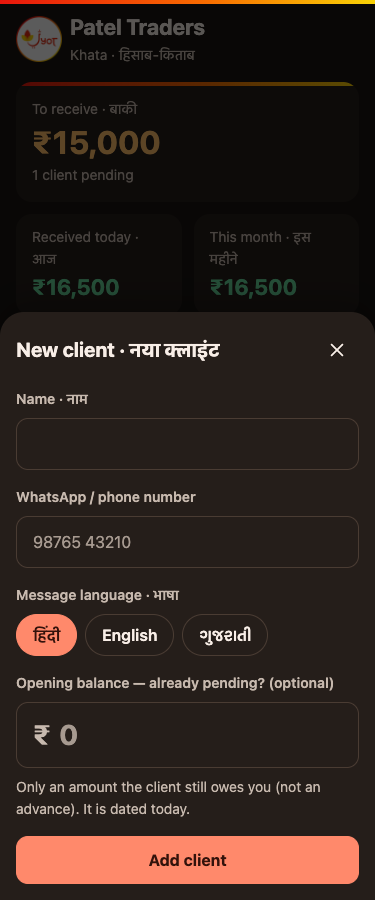 Jyot
Patel Traders
Khata · हिसाब-किताब
To receive · बाकी
₹15,000
1 client pending
Received today · आज
₹16,500
This month · इस महीने
₹16,500
New client · नया क्लाइंट
Name · नाम
WhatsApp / phone number
98765 43210
Message language · भाषा
हिंदी
English
ગુજરાતી
Opening balance — already pending? (optional)
₹ 0
Only an amount the client still owes you (not an
advance). It is dated today.
Add client